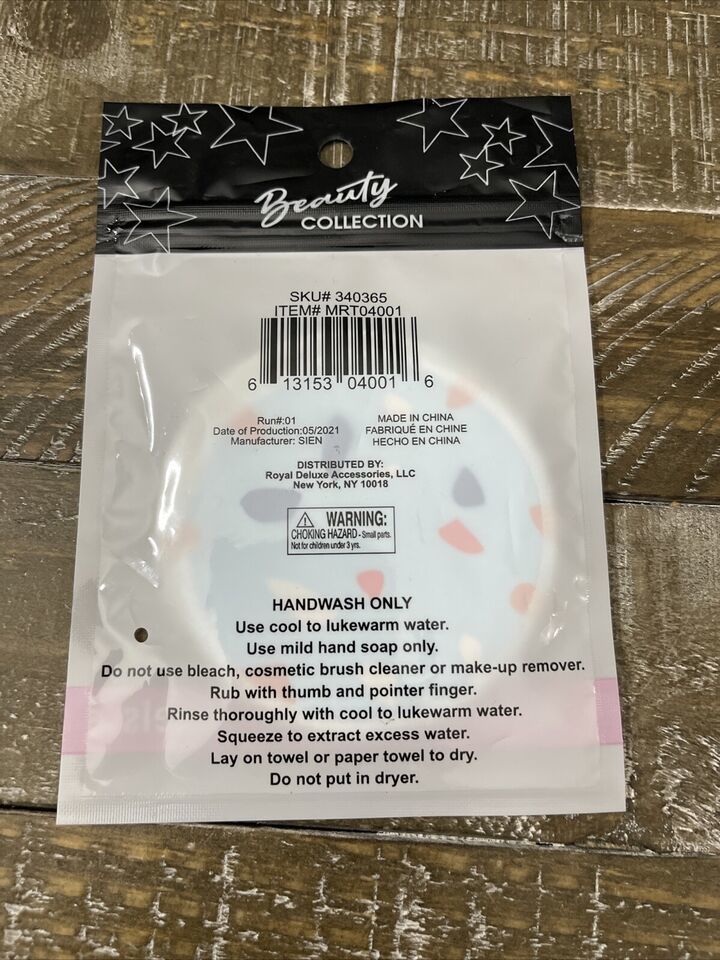 Beauty
COLLECTION
SKU# 340365
ITEM# MRT04001
6 13153 04001 6
Run#:01
Date of Production:05/2021
Manufacturer: SIEN
MADE IN CHINA
FABRIQUÉ EN CHINE
HECHO EN CHINA
DISTRIBUTED BY:
Royal Deluxe Accessories, LLC
New York, NY 10018
WARNING:
CHOKING HAZARD - Small parts.
Not for children under 3 yrs.
HANDWASH ONLY
Use cool to lukewarm water.
Use mild hand soap only.
Do not use bleach, cosmetic brush cleaner or make-up remover.
Rub with thumb and pointer finger.
Rinse thoroughly with cool to lukewarm water.
Squeeze to extract excess water.
Lay on towel or paper towel to dry.
Do not put in dryer.